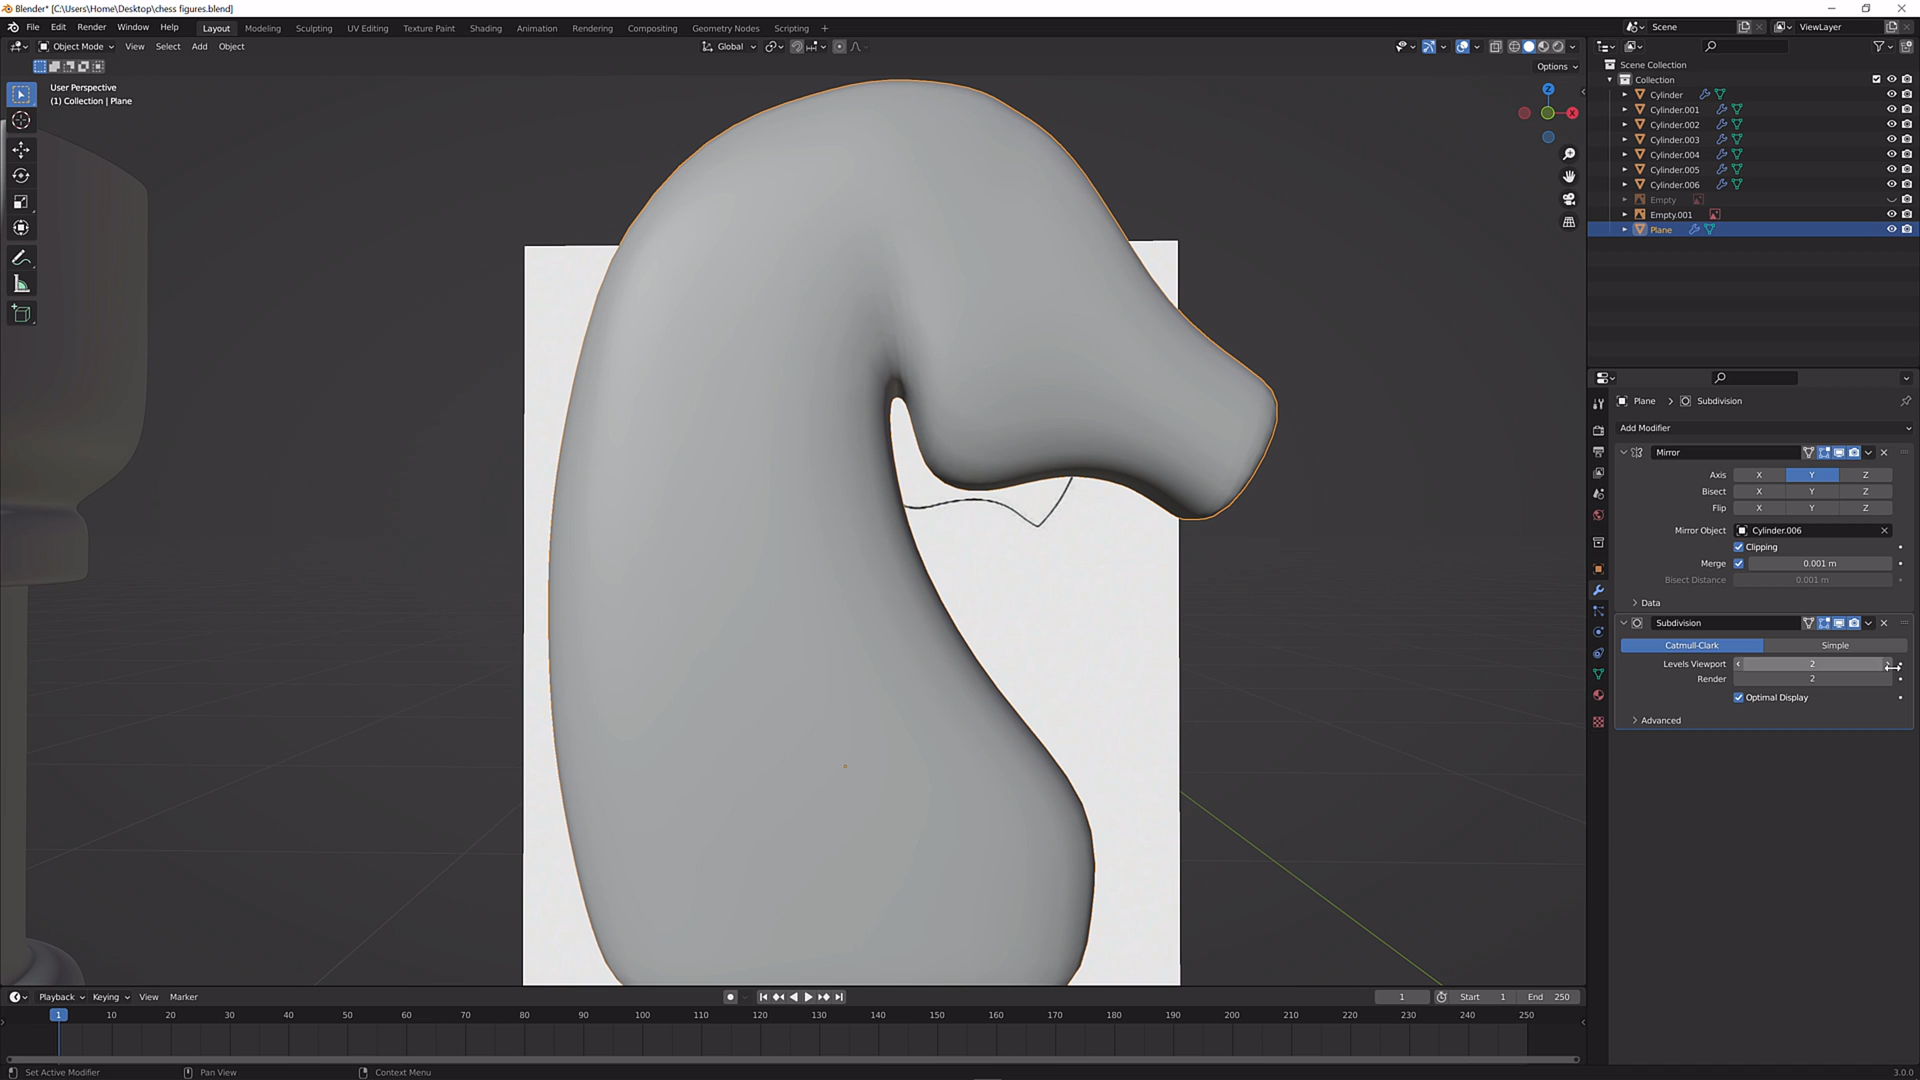 Blender* [C:\Users\Home\Desktop\chess figures.blend]
File Edit Render Window Help Layout Modeling Sculpting UV Editing Texture Paint Shading Animation Rendering Compositing Geometry Nodes Scripting + Scene ViewLayer
Object Mode View Select Add Object Global
Options
User Perspective
(1) Collection | Plane
Z
X
Scene Collection
Collection
Cylinder
Cylinder.001
Cylinder.002
Cylinder.003
Cylinder.004
Cylinder.005
Cylinder.006
Empty
Empty.001
Plane
Plane > Subdivision
Add Modifier
Mirror
Axis X Y Z
Bisect X Y Z
Flip X Y Z
Mirror Object Cylinder.006
Clipping
Merge 0.001 m
Bisect Distance 0.001 m
Data
Subdivision
Catmull-Clark Simple
Levels Viewport 2
Render 2
Optimal Display
Advanced
Playback Keying View Marker 1 Start 1 End 250
1 10 20 30 40 50 60 70 80 90 100 110 120 130 140 150 160 170 180 190 200 210 220 230 240 250
Set Active Modifier Pan View Context Menu 3.0.0